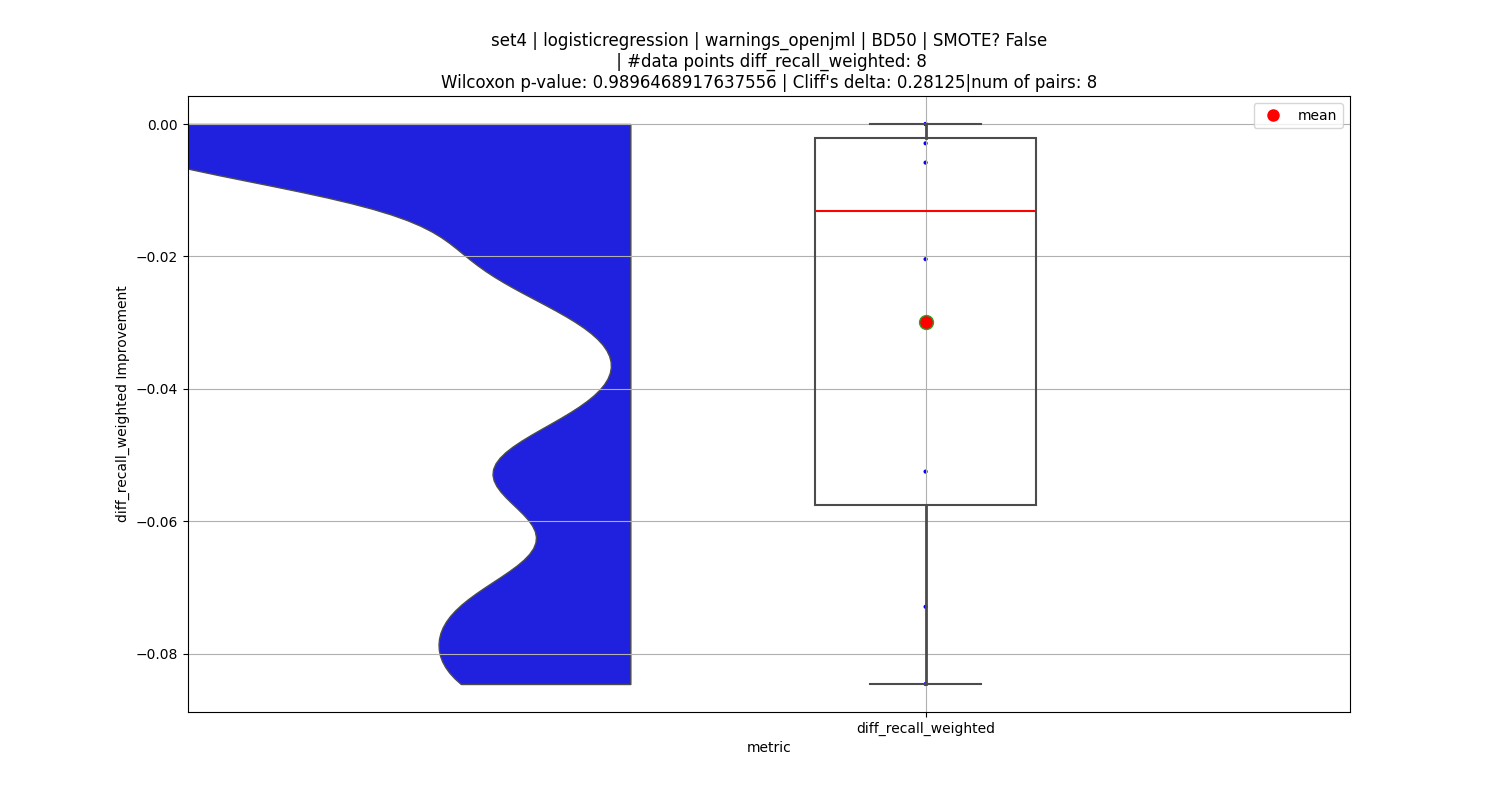 set4 | logisticregression | warnings_openjml | BD50 | SMOTE? False
| #data points diff_recall_weighted: 8
Wilcoxon p-value: 0.9896468917637556 | Cliff's delta: 0.28125|num of pairs: 8
mean
0.00
−0.02
−0.04
−0.06
−0.08
diff_recall_weighted Improvement
diff_recall_weighted
metric